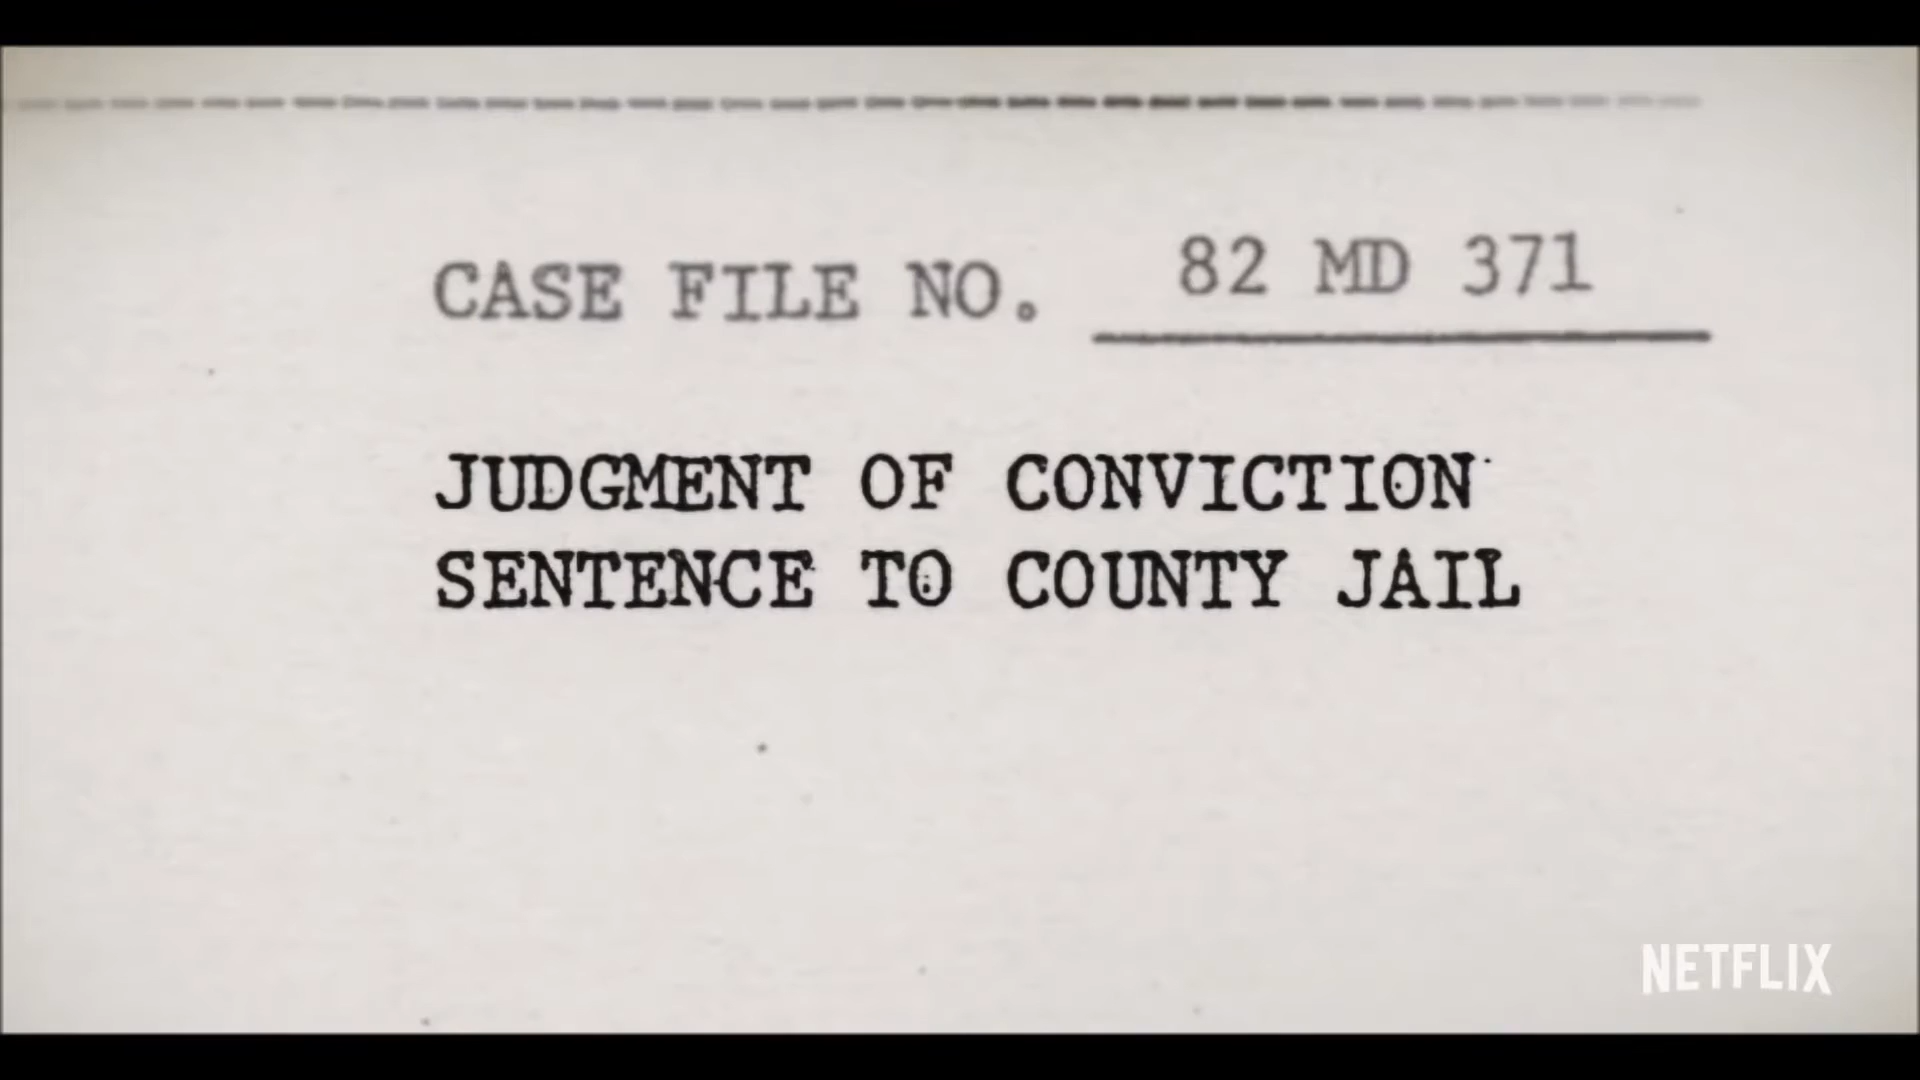 CASE FILE NO. 82 MD 371
JUDGMENT OF CONVICTION
SENTENCE TO COUNTY JAIL
NETFLIX